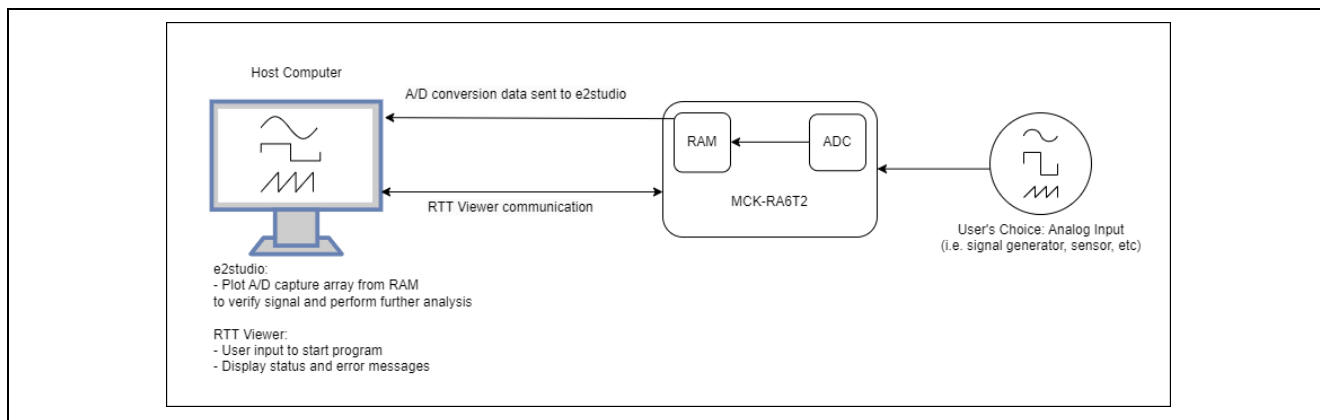 Host Computer
A/D conversion data sent to e2studio
RAM
ADC
RTT Viewer communication
MCK-RA6T2
User's Choice: Analog Input
(i.e. signal generator, sensor, etc)
e2studio:
- Plot A/D capture array from RAM
to verify signal and perform further analysis
RTT Viewer:
- User input to start program
- Display status and error messages